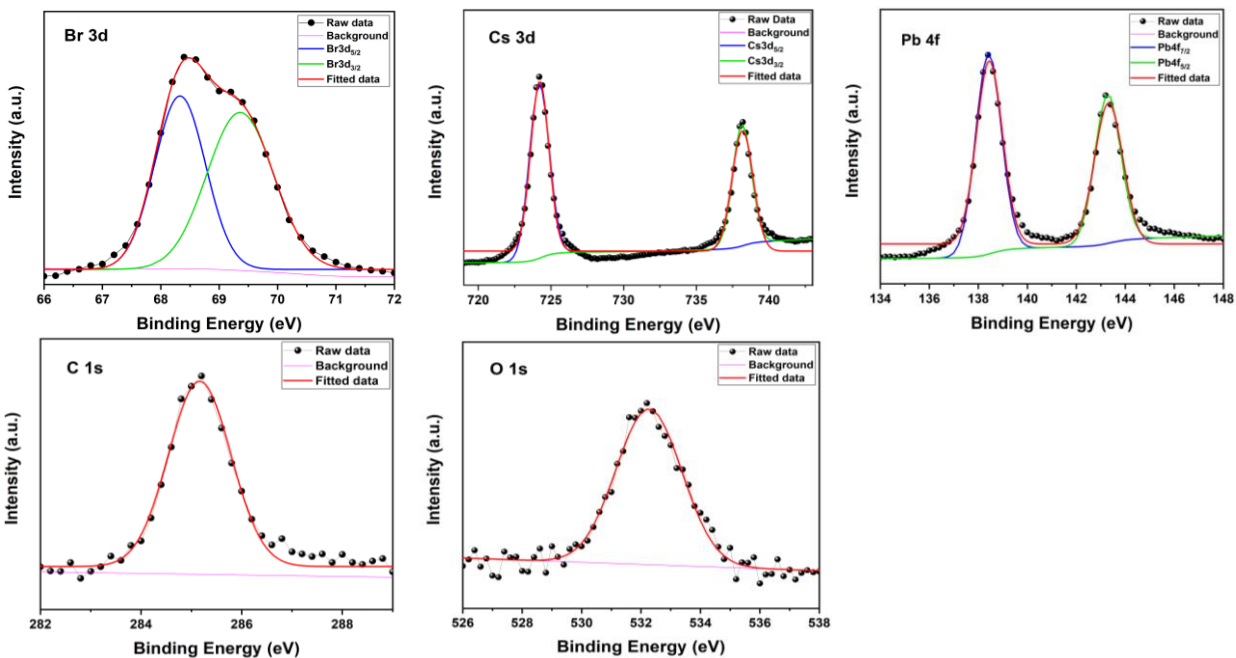 Br 3d
Raw data
Background
Br3d5/2
Br3d3/2
Fitted data
Intensity (a.u.)
66 67 68 69 70 71 72
Binding Energy (eV)
Cs 3d
Raw Data
Background
Cs3d5/2
Cs3d3/2
Fitted data
Intensity (a.u.)
720 725 730 735 740
Binding Energy (eV)
Pb 4f
Raw data
Pb4f7/2
Pb4f5/2
Fitted data
Intensity (a.u.)
134 136 138 140 142 144 146 148
Binding Energy (eV)
C 1s
Raw data
Background
Fitted data
Intensity (a.u.)
282 284 286 288
Binding Energy (eV)
O 1s
Raw data
Background
Fitted data
Intensity (a.u.)
526 528 530 532 534 536 538
Binding Energy (eV)